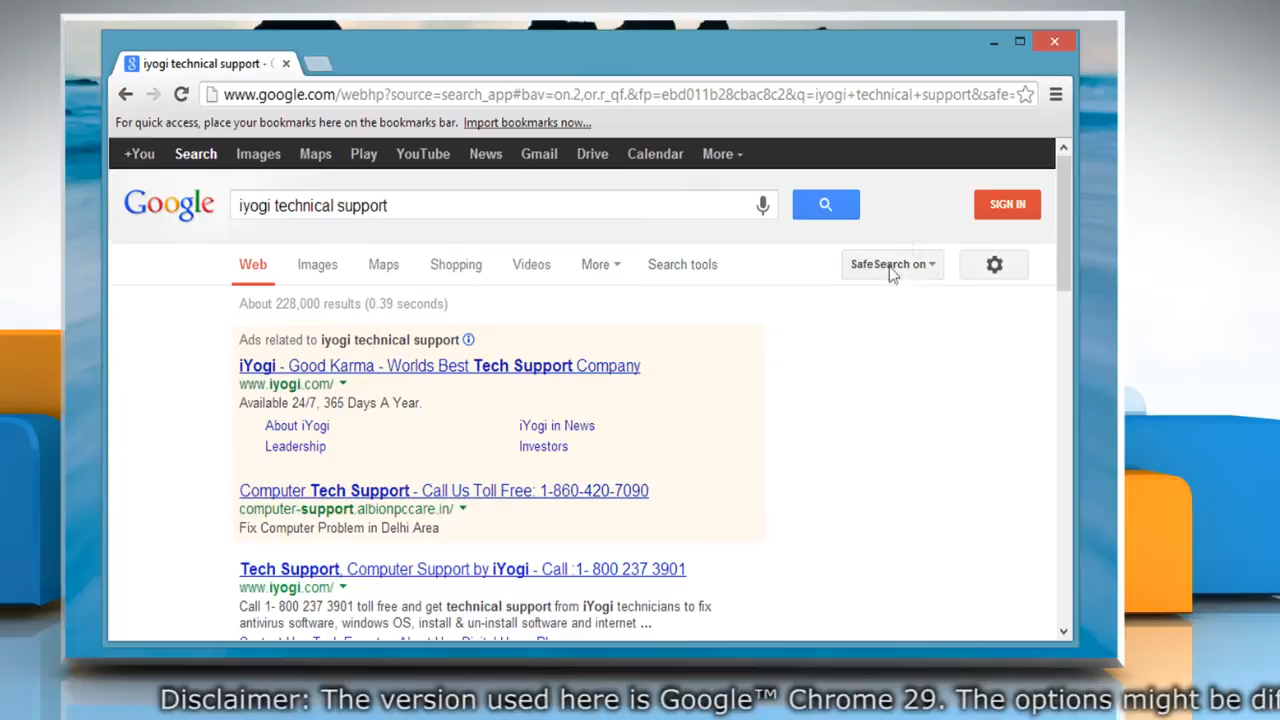 iyogi technical support - G
www.google.com/webhp?source=search_app#bav=on.2,or.r_qf.&fp=ebd011b28cbac8c2&q=iyogi+technical+support&safe=
For quick access, place your bookmarks here on the bookmarks bar. Import bookmarks now...
+You Search Images Maps Play YouTube News Gmail Drive Calendar More
Google iyogi technical support SIGN IN
Web Images Maps Shopping Videos More Search tools SafeSearch on
About 228,000 results (0.39 seconds)
Ads related to iyogi technical support
iYogi - Good Karma - Worlds Best Tech Support Company
www.iyogi.com/
Available 24/7, 365 Days A Year.
About iYogi iYogi in News
Leadership Investors
Computer Tech Support - Call Us Toll Free: 1-860-420-7090
computer-support.albionpccare.in/
Fix Computer Problem in Delhi Area
Tech Support, Computer Support by iYogi - Call :1- 800 237 3901
www.iyogi.com/
Call 1- 800 237 3901 toll free and get technical support from iYogi technicians to fix
antivirus software, windows OS, install & un-install software and internet ...
Disclaimer: The version used here is Google™ Chrome 29. The options might be dif